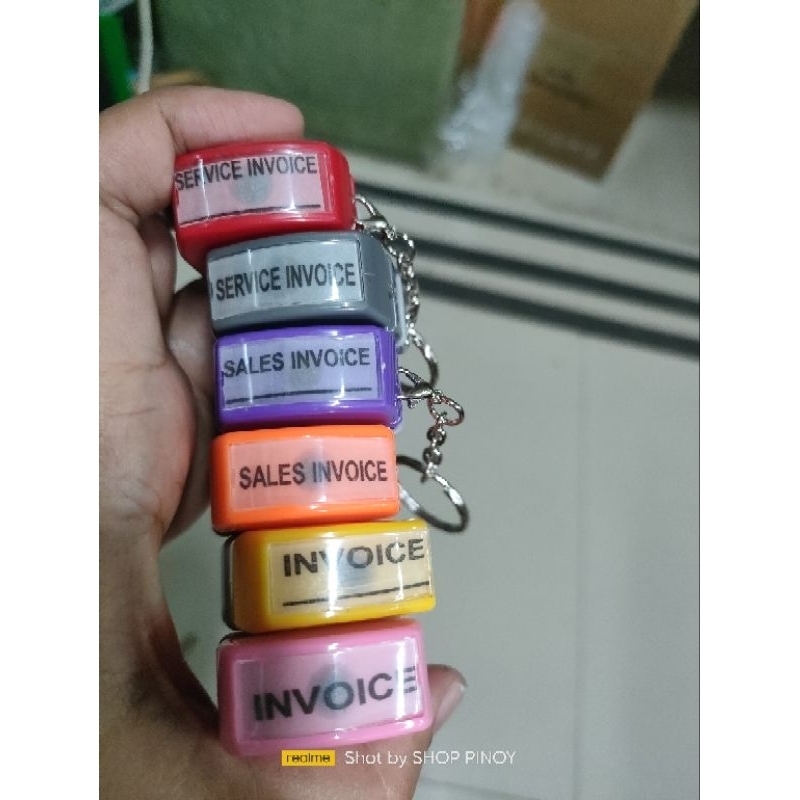 SERVICE INVOICE
SERVICE INVOICE
SALES INVOICE
SALES INVOICE
INVOICE
INVOICE
realme Shot by SHOP PINOY